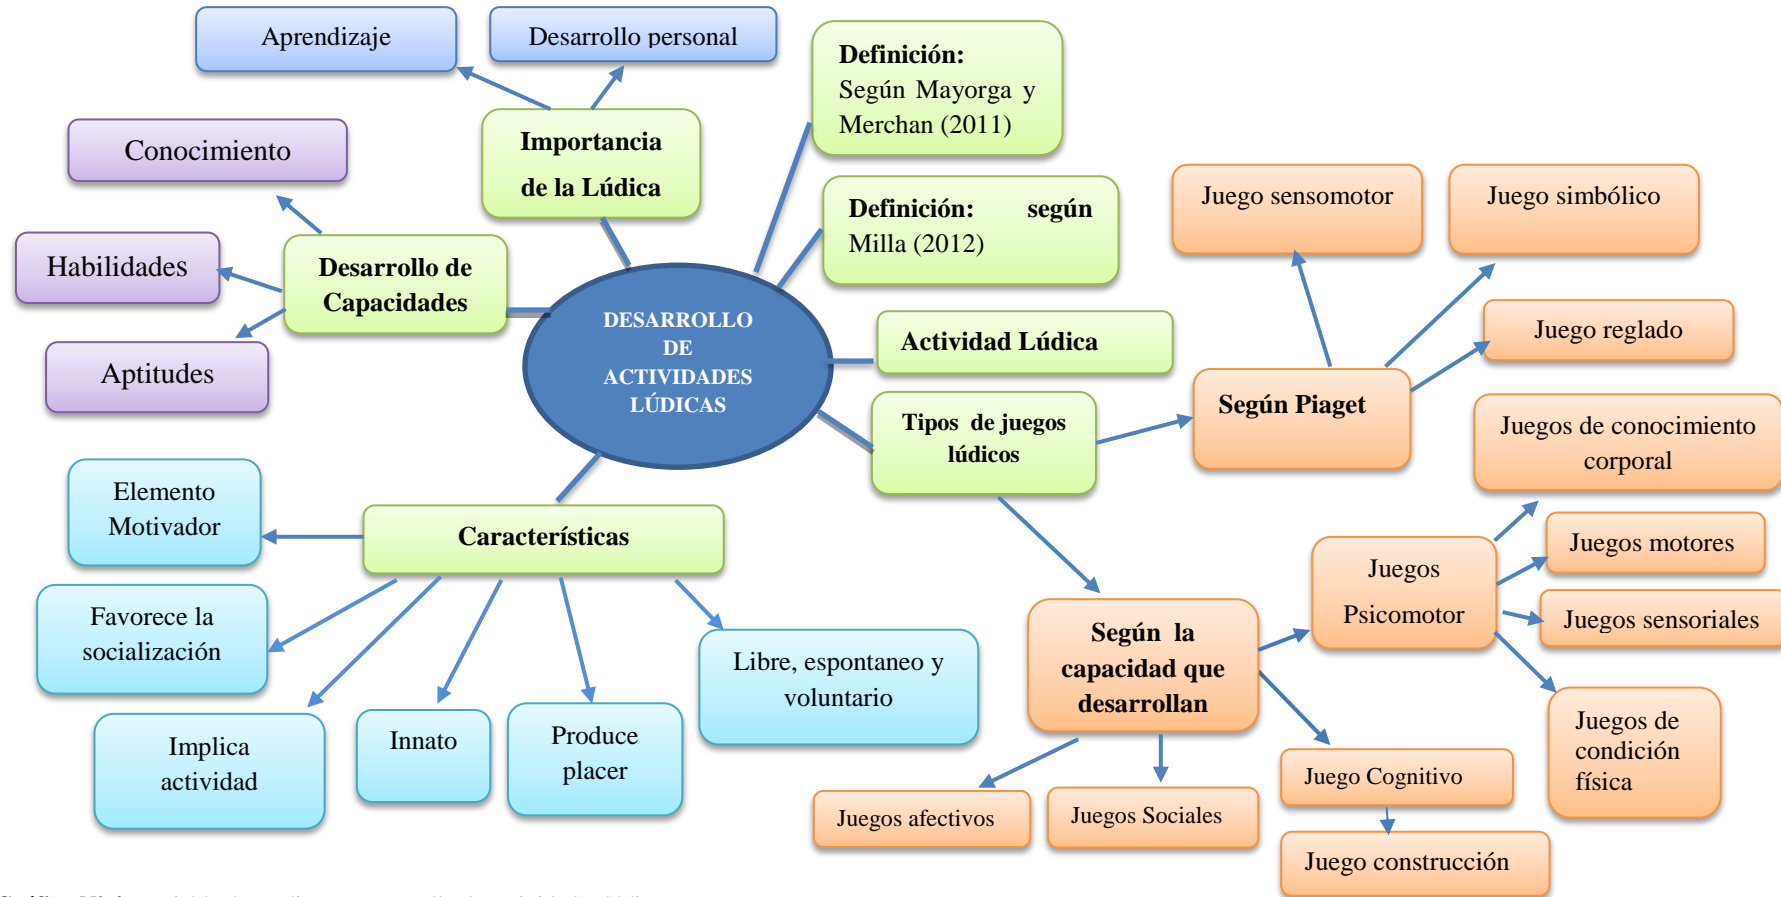 Aprendizaje
Desarrollo personal
Definición:
Según Mayorga y
Merchan (2011)
Importancia
de la Lúdica
Conocimiento
Definición: según
Milla (2012)
Juego sensomotor
Juego simbólico
Habilidades
Desarrollo de
Capacidades
Aptitudes
DESARROLLO
DE
ACTIVIDADES
LÚDICAS
Actividad Lúdica
Juego reglado
Tipos de juegos
lúdicos
Según Piaget
Juegos de conocimiento
corporal
Elemento
Motivador
Características
Juegos motores
Juegos
Psicomotor
Juegos sensoriales
Favorece la
socialización
Según la
capacidad que
desarrollan
Libre, espontaneo y
voluntario
Implica
actividad
Innato
Produce
placer
Juegos de
condición
física
Juego Cognitivo
Juegos afectivos
Juegos Sociales
Juego construcción